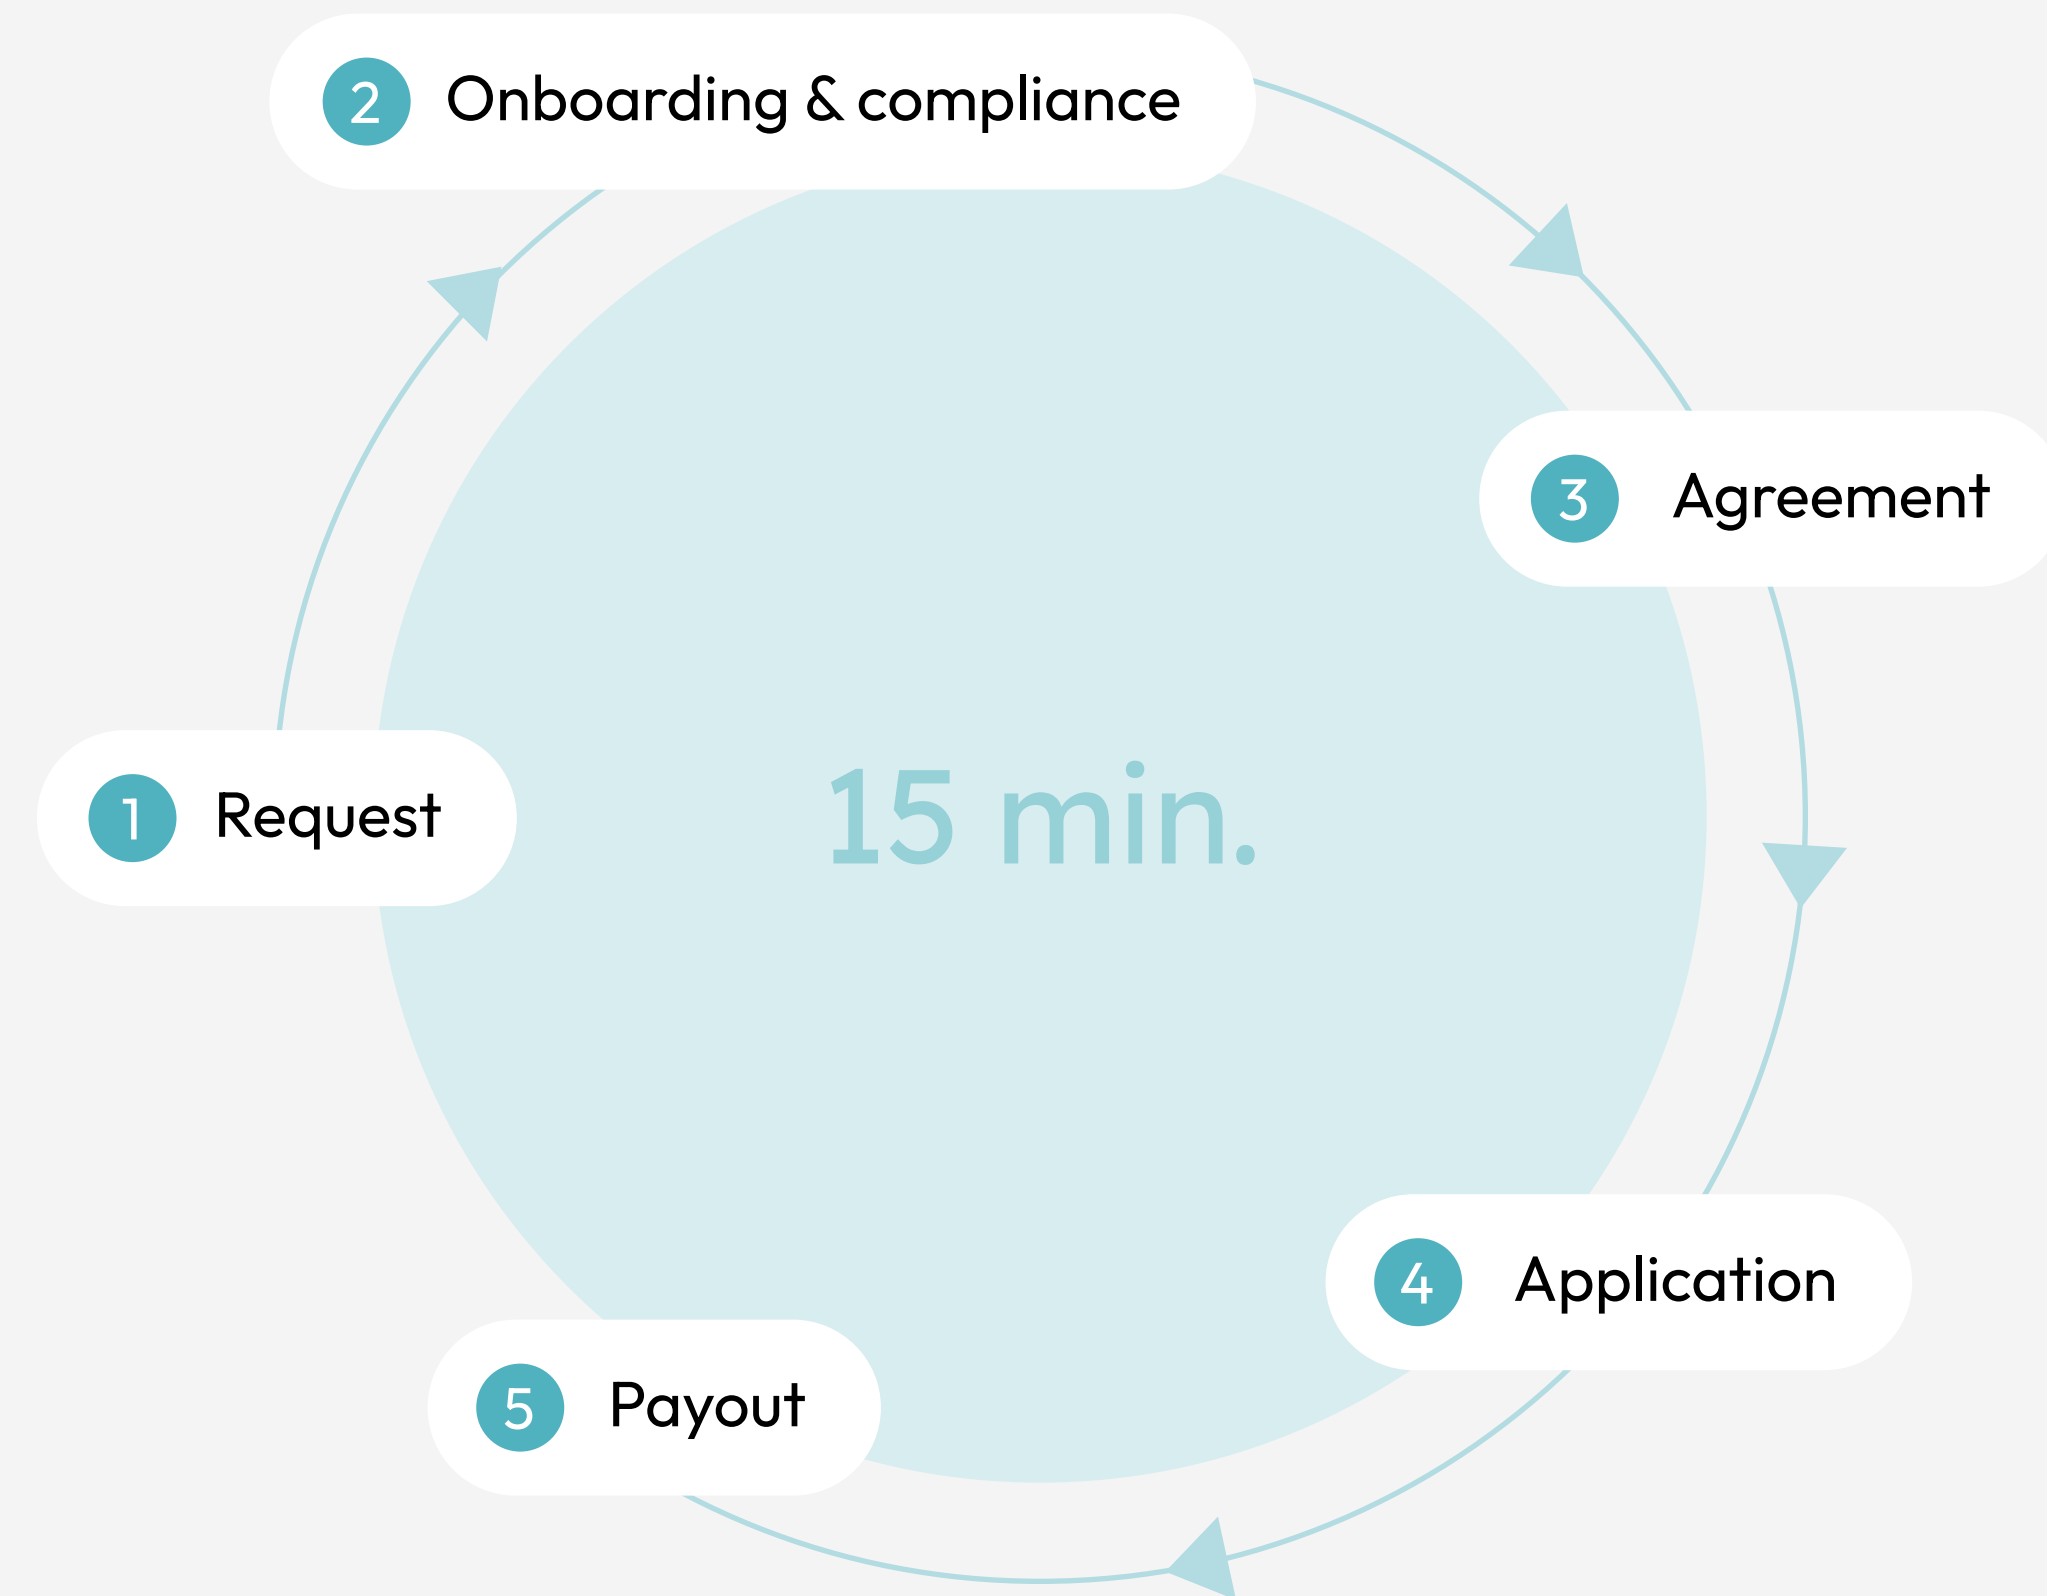 1 Request
2 Onboarding & compliance
3 Agreement
4 Application
5 Payout
15 min.